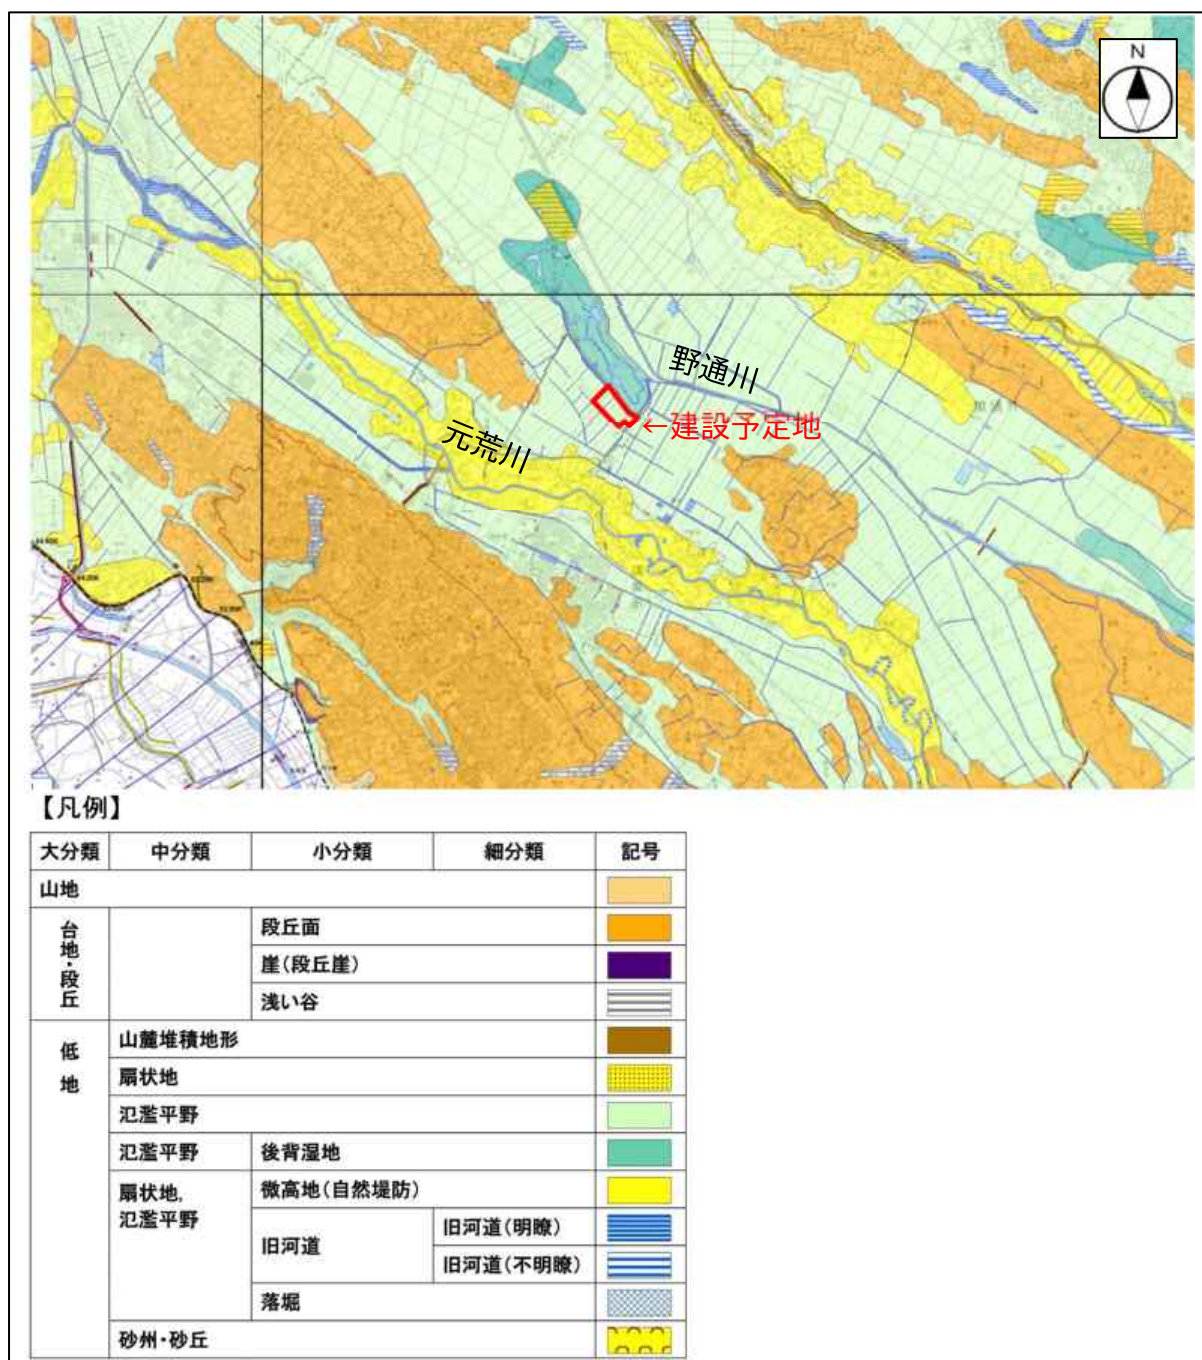 N
野通川
←建設予定地
元荒川
【凡例】
大分類 中分類 小分類 細分類 記号
山地
台地・段丘
段丘面
崖(段丘崖)
浅い谷
低地
山麓堆積地形
扇状地
氾濫平野
氾濫平野 後背湿地
扇状地,
氾濫平野
微高地(自然堤防)
旧河道
旧河道(明瞭)
旧河道(不明瞭)
落堀
砂州・砂丘